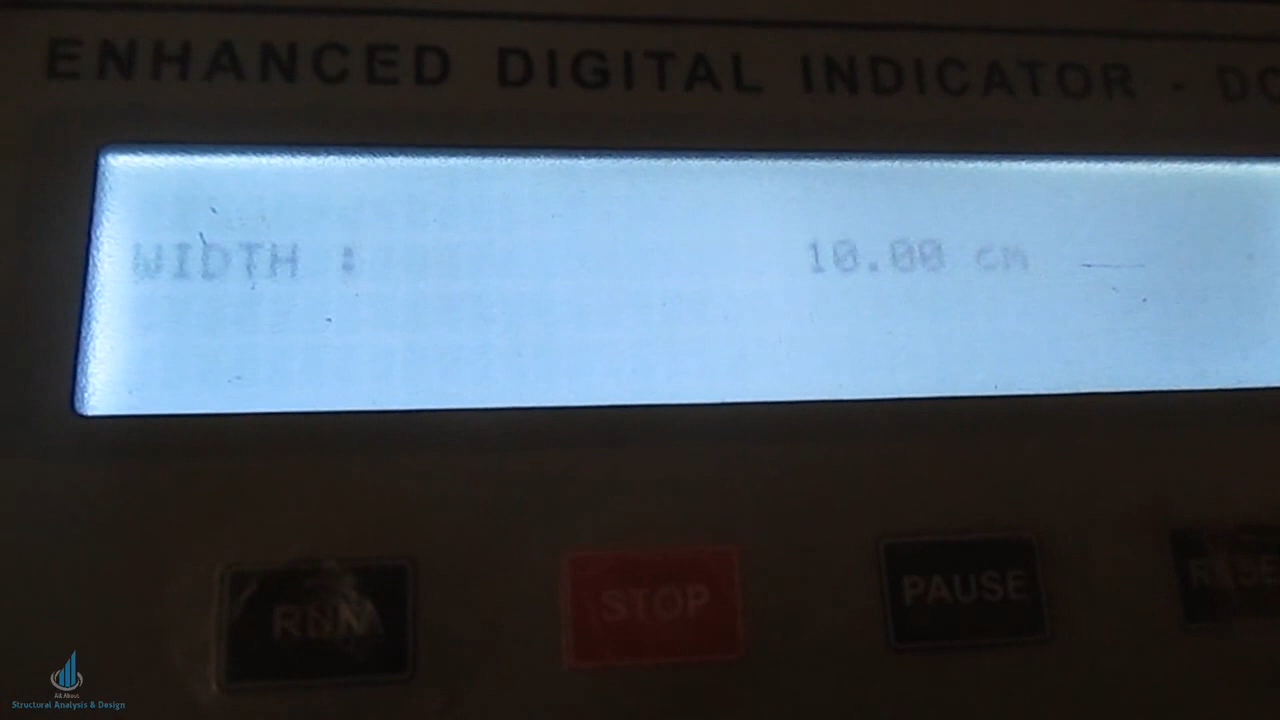 ENHANCED DIGITAL INDICATOR - DC
WIDTH : 10.00 cm
RUN STOP PAUSE
All About
Structural Analysis & Design